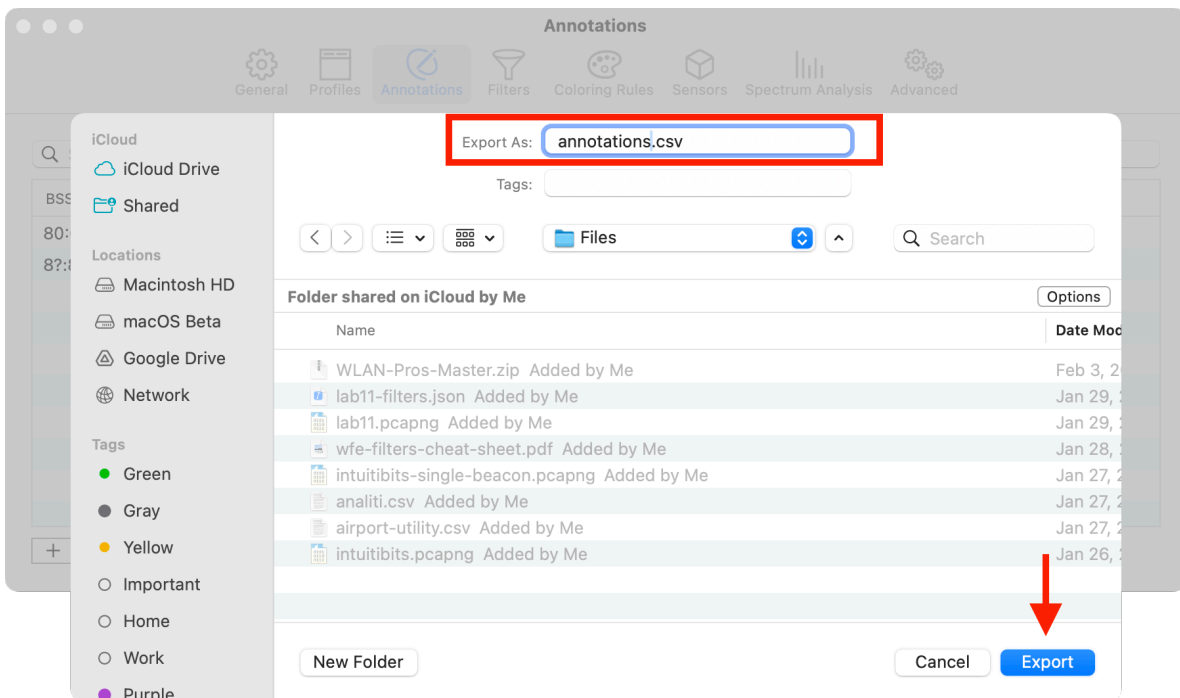 Annotations
General
Profiles
Annotations
Filters
Coloring Rules
Sensors
Spectrum Analysis
Advanced
BSS
80:
8?:
iCloud
iCloud Drive
Shared
Locations
Macintosh HD
macOS Beta
Google Drive
Network
Tags
Green
Gray
Yellow
Important
Home
Work
Purple
Export As: annotations.csv
Tags:
Files
Search
Folder shared on iCloud by Me
Options
Name
Date Mod
WLAN-Pros-Master.zip Added by Me Feb 3, 2
lab11-filters.json Added by Me Jan 29,
lab11.pcapng Added by Me Jan 29,
wfe-filters-cheat-sheet.pdf Added by Me Jan 28,
intuitibits-single-beacon.pcapng Added by Me Jan 27,
analiti.csv Added by Me Jan 27,
airport-utility.csv Added by Me Jan 27,
intuitibits.pcapng Added by Me Jan 26,
New Folder
Cancel
Export